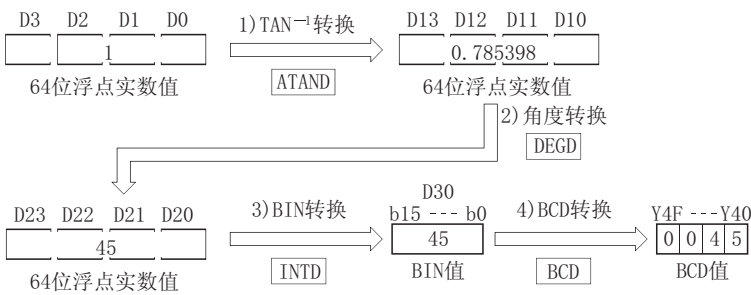 D3 D2 D1 D0
1)TAN⁻¹转换
D13 D12 D11 D10
1
0.785398
64位浮点实数值
ATAND
64位浮点实数值
2)角度转换
DEGD
D23 D22 D21 D20
3)BIN转换
D30
b15 --- b0
4)BCD转换
Y4F ---Y40
45
45
0 0 4 5
64位浮点实数值
INTD
BIN值
BCD
BCD值